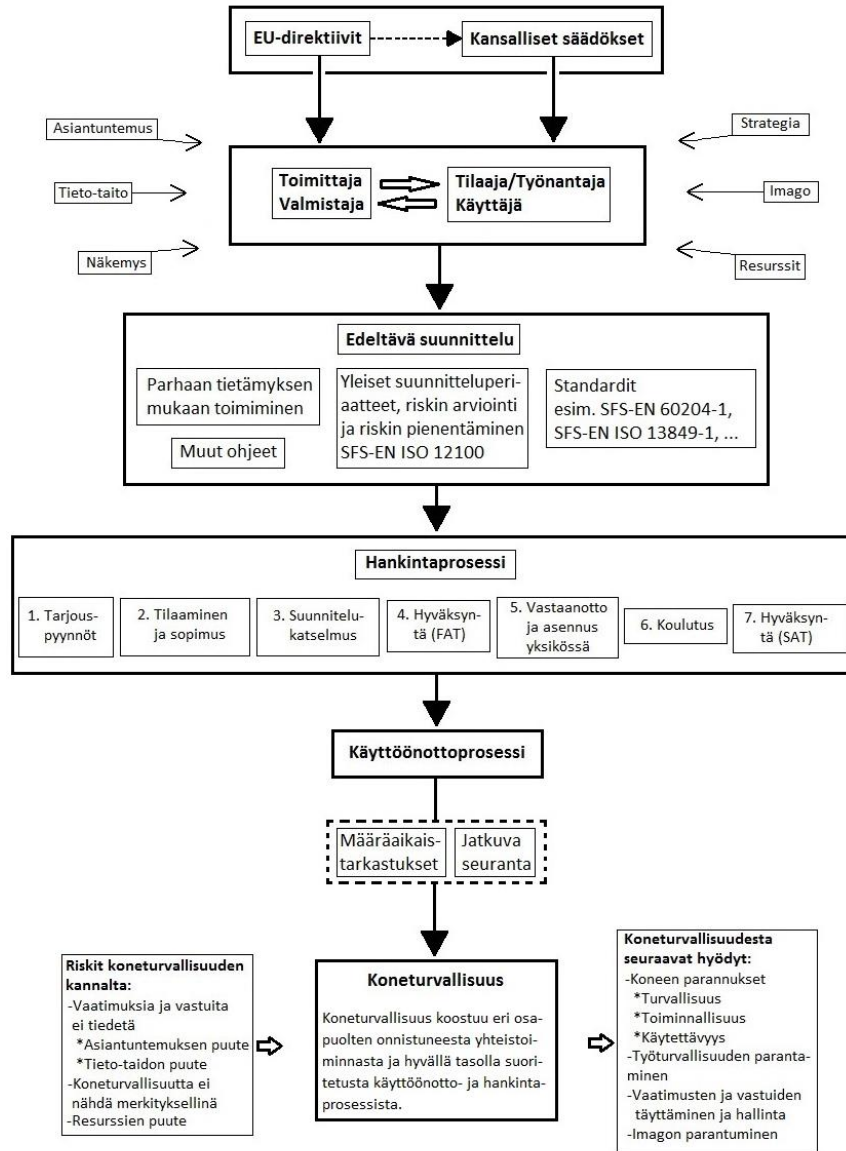 EU-direktiivit
Kansalliset säädökset
Asiantuntemus
Strategia
Toimittaja
Valmistaja
Tilaaja/Työnantaja
Käyttäjä
Tieto-taito
Imago
Näkemys
Resurssit
Edeltävä suunnittelu
Parhaan tietämyksen
mukaan toimiminen
Muut ohjeet
Yleiset suunnitteluperi-
aatteet, riskin arviointi
ja riskin pienentäminen
SFS-EN ISO 12100
Standardit
esim. SFS-EN 60204-1,
SFS-EN ISO 13849-1, ...
Hankintaprosessi
1. Tarjous-
pyynnöt
2. Tilaaminen
ja sopimus
3. Suunnitelu-
katselmus
4. Hyväksyn-
tä (FAT)
5. Vastaanotto
ja asennus
yksikössä
6. Koulutus
7. Hyväksyn-
tä (SAT)
Käyttöönottoprosessi
Määräaikais-
tarkastukset
Jatkuva
seuranta
Riskit koneturvallisuuden
kannalta:
-Vaatimuksia ja vastuita
ei tiedetä
*Asiantuntemuksen puute
*Tieto-taidon puute
-Koneturvallisuutta ei
nähdä merkityksellinä
-Resurssien puute
Koneturvallisuus
Koneturvallisuus koostuu eri osa-
puolten onnistuneesta yhteistoi-
minnasta ja hyvällä tasolla suori-
tetusta käyttöönotto- ja hankinta-
prosessista.
Koneturvallisuudesta
seuraavat hyödyt:
-Koneen parannukset
*Turvallisuus
*Toiminnallisuus
*Käytettävyys
-Työturvallisuuden paranta-
minen
-Vaatimusten ja vastuiden
täyttäminen ja hallinta
-Imagon parantuminen